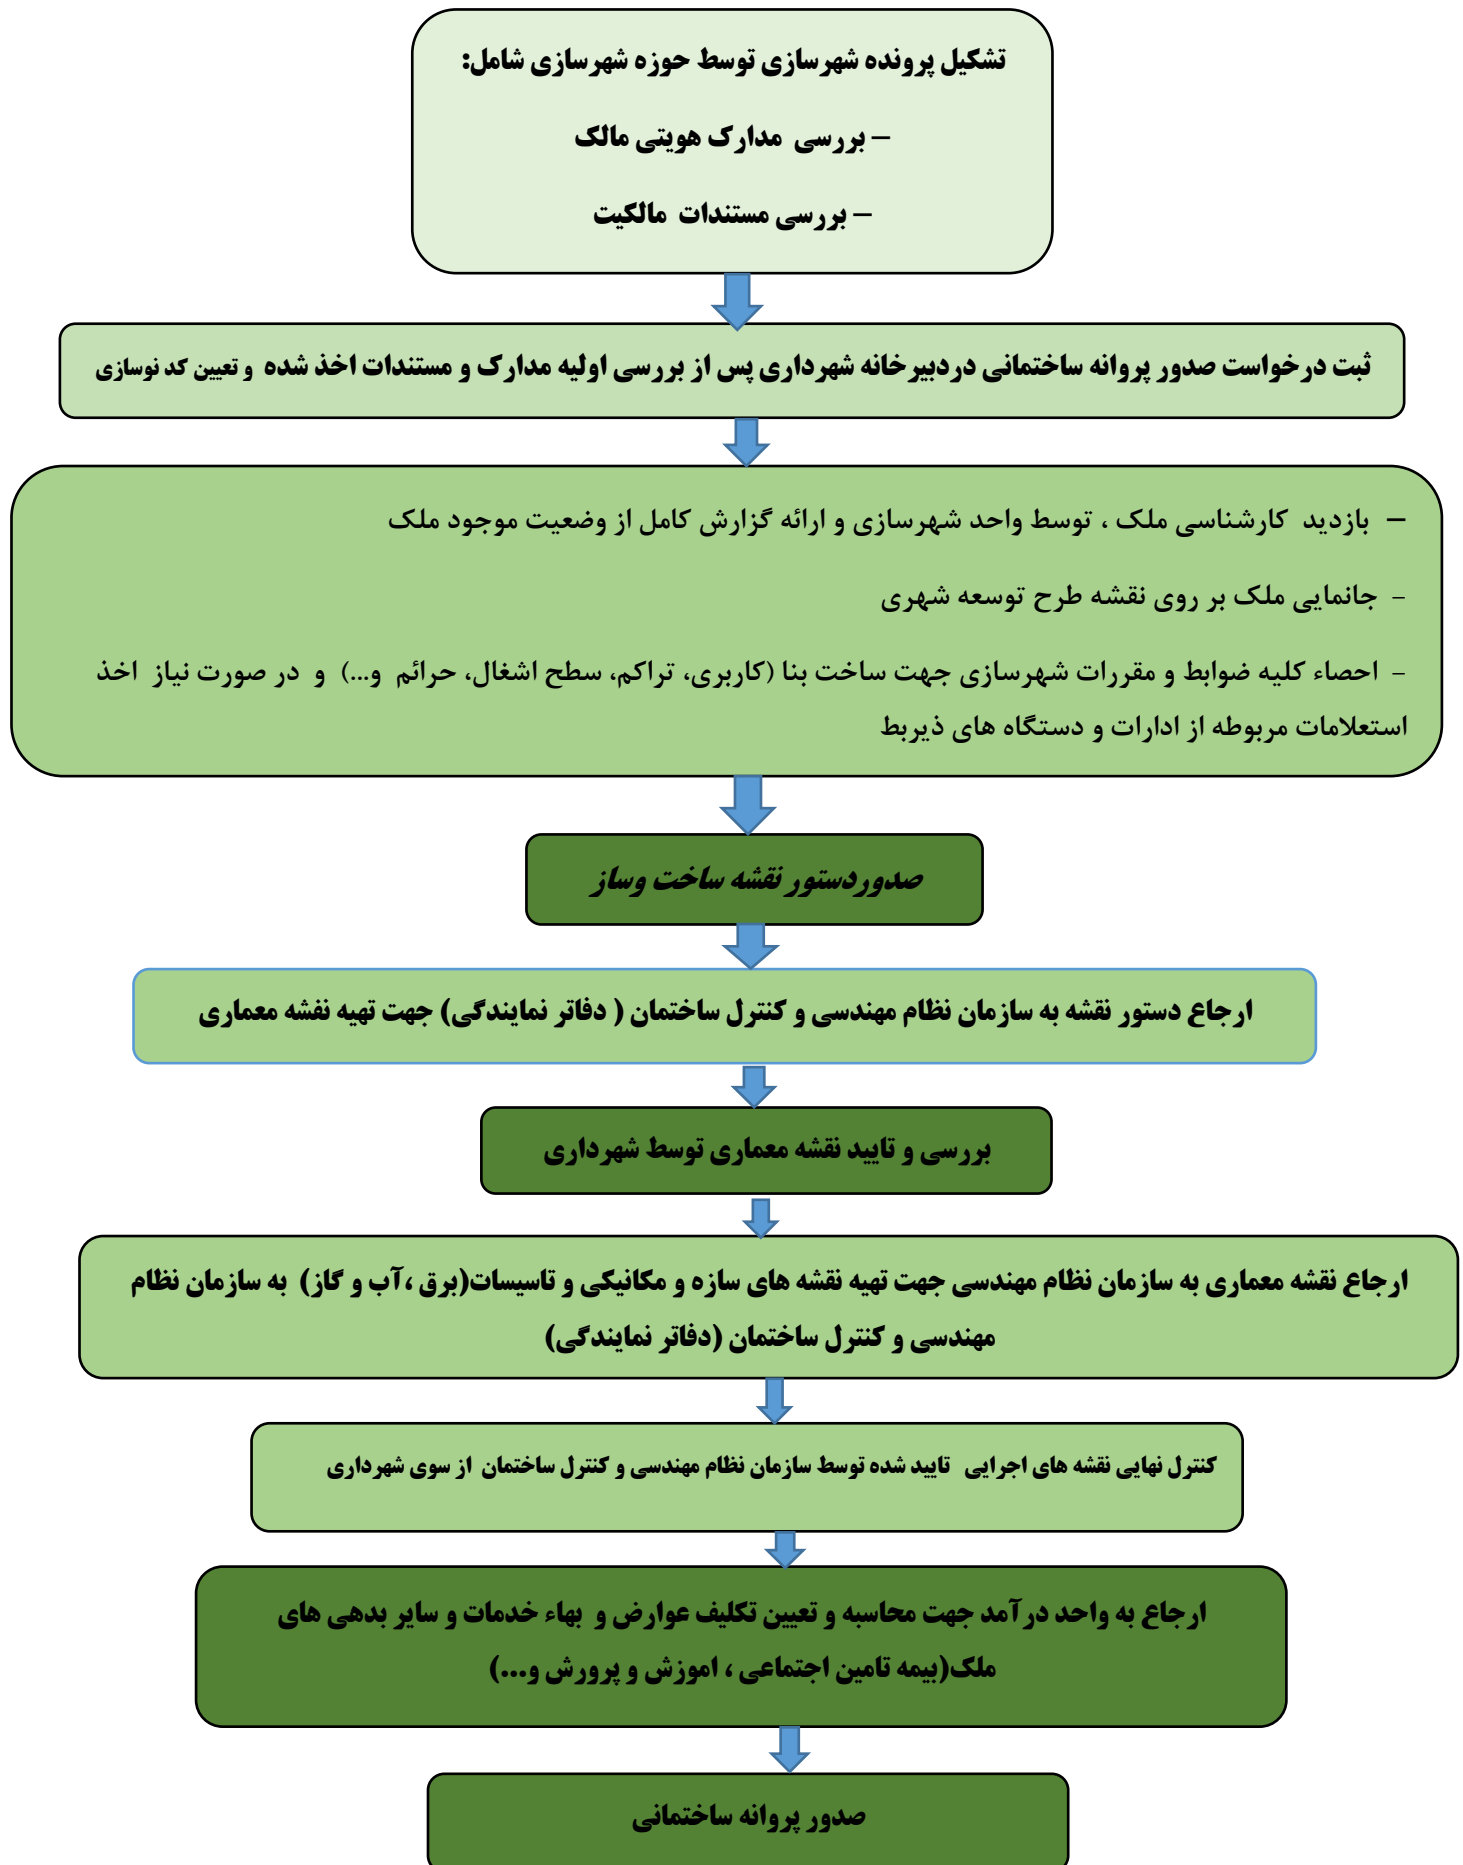 تشکیل پرونده شهرسازی توسط حوزه شهرسازی شامل:
– بررسی مدارک هویتی مالک
– بررسی مستندات مالکیت
ثبت درخواست صدور پروانه ساختمانی دردبیرخانه شهرداری پس از بررسی اولیه مدارک و مستندات اخذ شده و تعیین کد نوسازی
– بازدید کارشناسی ملک ، توسط واحد شهرسازی و ارائه گزارش کامل از وضعیت موجود ملک
- جانمایی ملک بر روی نقشه طرح توسعه شهری
- احصاء کلیه ضوابط و مقررات شهرسازی جهت ساخت بنا (کاربری، تراکم، سطح اشغال، حرائم و...) و در صورت نیاز اخذ
استعلامات مربوطه از ادارات و دستگاه های ذیربط
صدوردستور نقشه ساخت وساز
ارجاع دستور نقشه به سازمان نظام مهندسی و کنترل ساختمان ( دفاتر نمایندگی) جهت تهیه نفشه معماری
بررسی و تایید نقشه معماری توسط شهرداری
ارجاع نقشه معماری به سازمان نظام مهندسی جهت تهیه نقشه های سازه و مکانیکی و تاسیسات(برق ،آب و گاز) به سازمان نظام
مهندسی و کنترل ساختمان (دفاتر نمایندگی)
کنترل نهایی نقشه های اجرایی تایید شده توسط سازمان نظام مهندسی و کنترل ساختمان از سوی شهرداری
ارجاع به واحد درآمد جهت محاسبه و تعیین تکلیف عوارض و بهاء خدمات و سایر بدهی های
ملک(بیمه تامین اجتماعی ، اموزش و پرورش و...)
صدور پروانه ساختمانی